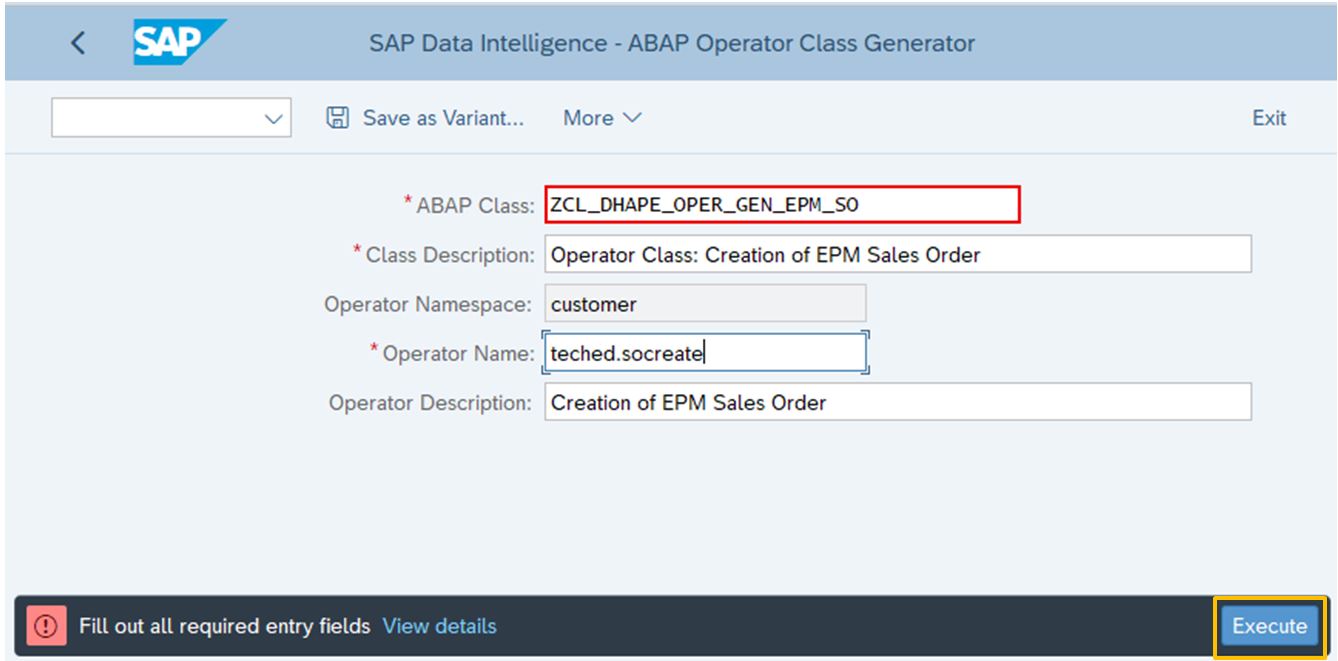 SAP SAP Data Intelligence - ABAP Operator Class Generator
Save as Variant... More Exit
* ABAP Class: ZCL_DHAPE_OPER_GEN_EPM_SO
* Class Description: Operator Class: Creation of EPM Sales Order
Operator Namespace: customer
* Operator Name: teched.socreate
Operator Description: Creation of EPM Sales Order
Fill out all required entry fields View details Execute